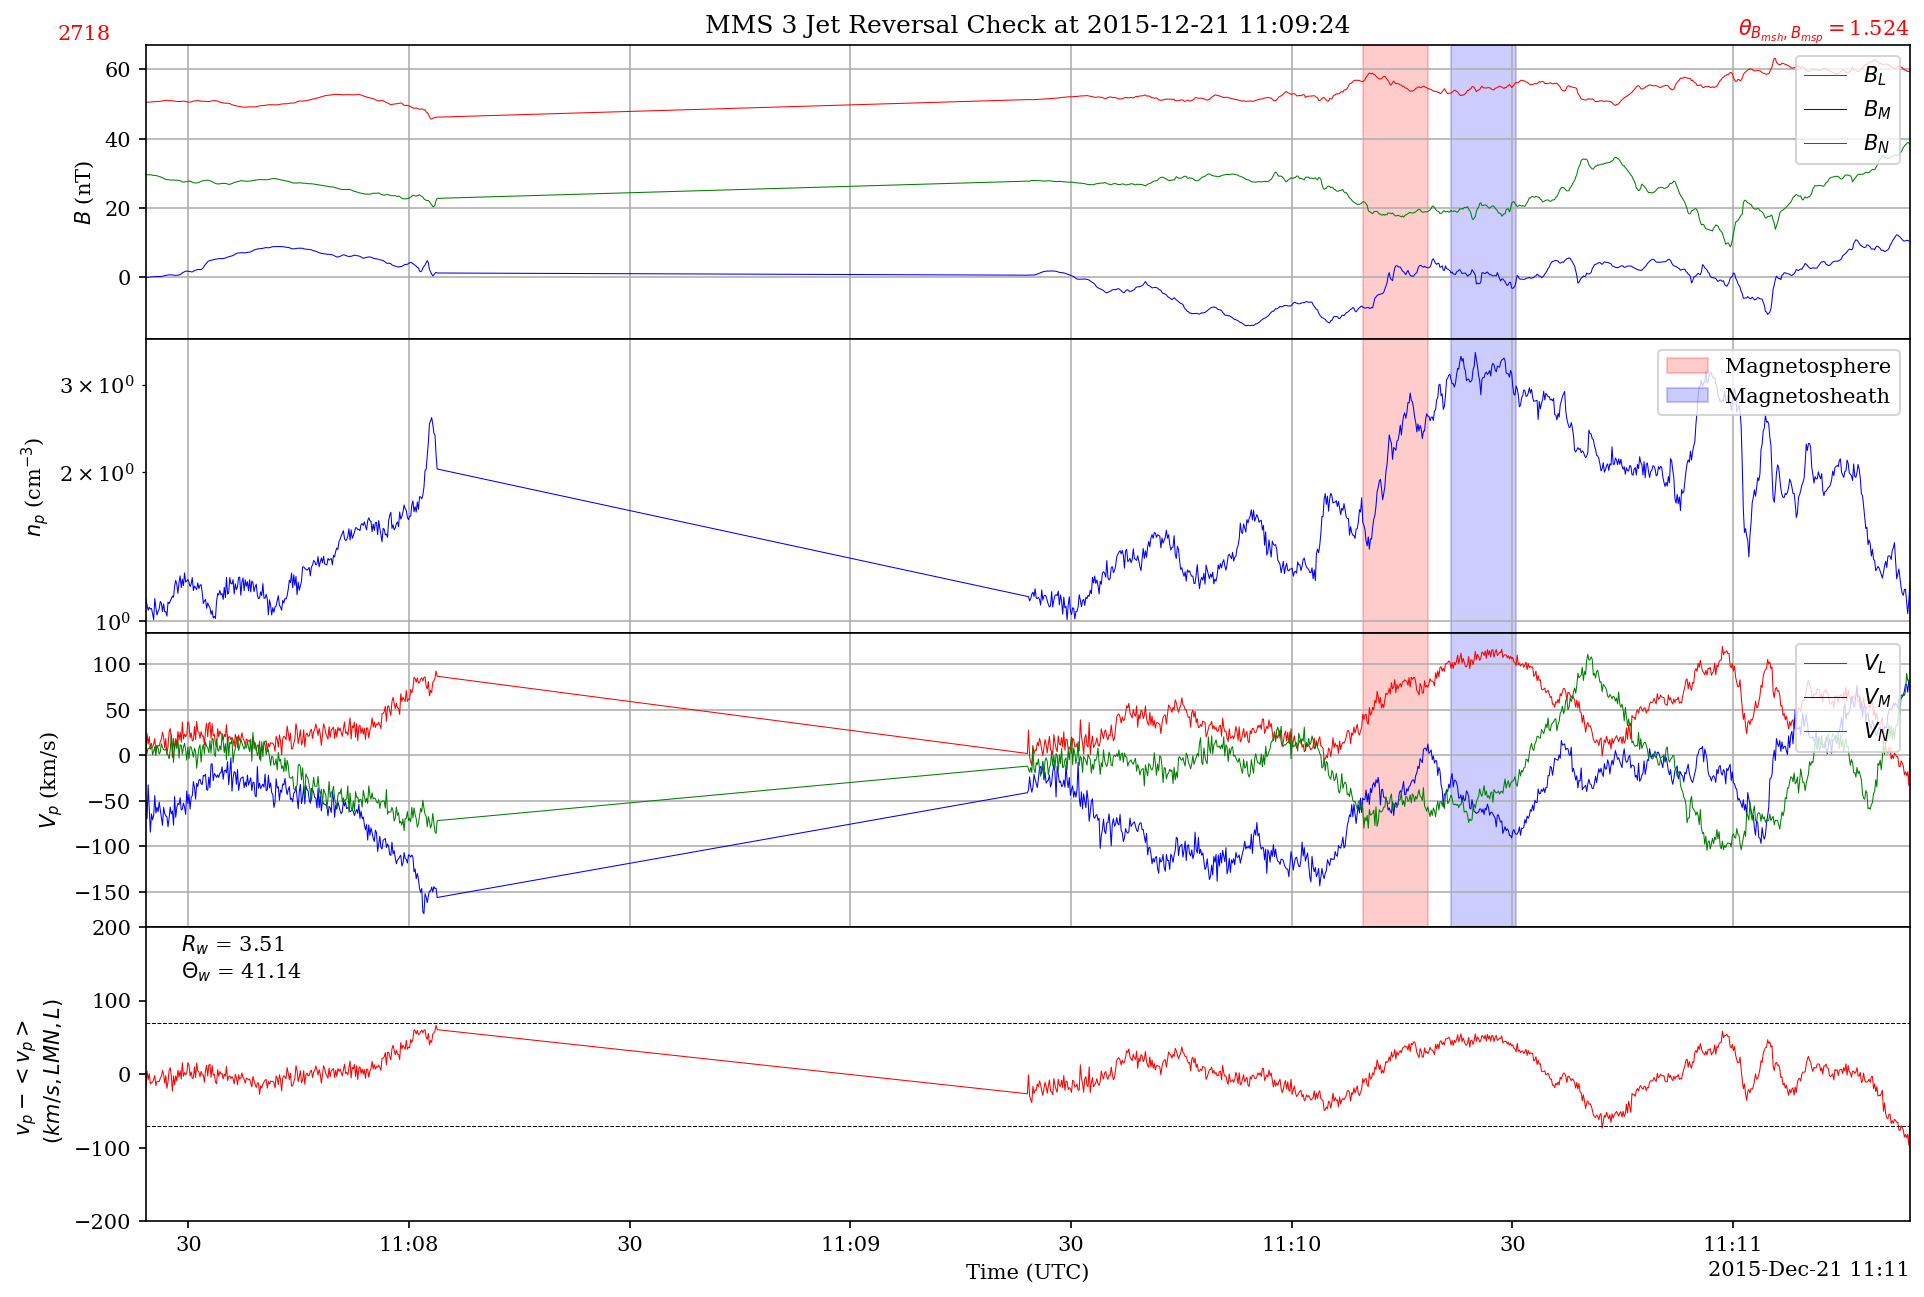 2718
MMS 3 Jet Reversal Check at 2015-12-21 11:09:24
θ_{B_{msh}, B_{msp}} = 1.524
60
40
20
0
B (nT)
B_L
B_M
B_N
3 × 10^0
2 × 10^0
10^0
n_p (cm^{-3})
Magnetosphere
Magnetosheath
100
50
0
−50
−100
−150
V_p (km/s)
V_L
V_M
V_N
200
100
0
−100
−200
v_p − < v_p >
(km/s, LMN, L)
R_w = 3.51
Θ_w = 41.14
30
11:08
30
11:09
30
11:10
30
11:11
Time (UTC)
2015-Dec-21 11:11